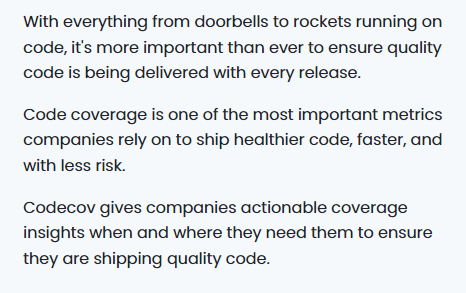 With everything from doorbells to rockets running on
code, it's more important than ever to ensure quality
code is being delivered with every release.
Code coverage is one of the most important metrics
companies rely on to ship healthier code, faster, and
with less risk.
Codecov gives companies actionable coverage
insights when and where they need them to ensure
they are shipping quality code.